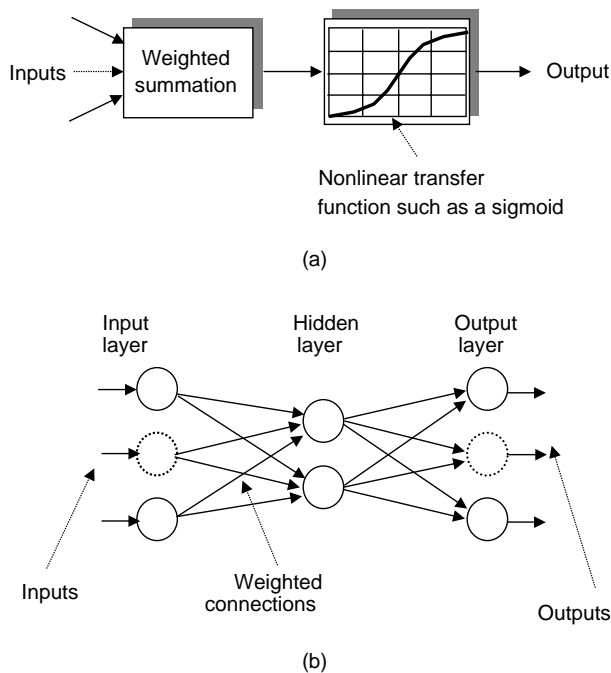 Inputs
Weighted
summation
Output
Nonlinear transfer
function such as a sigmoid
(a)
Input
layer
Hidden
layer
Output
layer
Inputs
Weighted
connections
Outputs
(b)